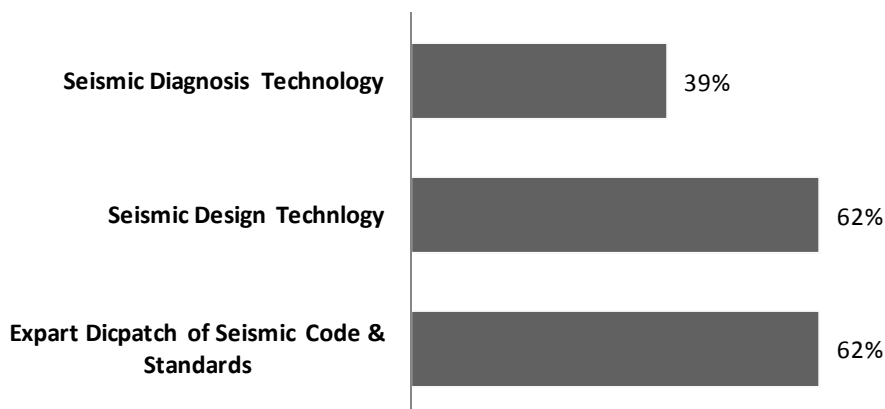 Seismic Diagnosis Technology
39%
Seismic Design Technlogy
62%
Expart Dicpatch of Seismic Code &
Standards
62%